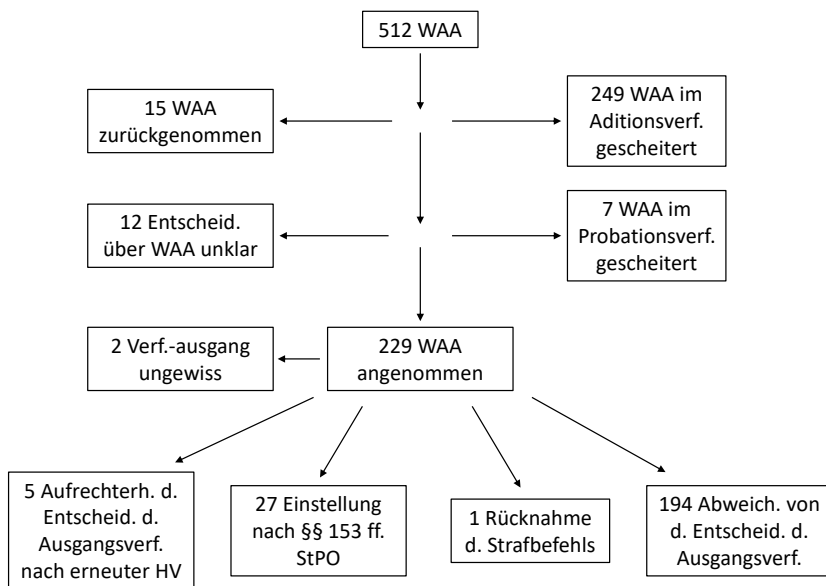 512 WAA
15 WAA
zurückgenommen
249 WAA im
Aditionsverf.
gescheitert
12 Entscheid.
über WAA unklar
7 WAA im
Probationsverf.
gescheitert
2 Verf.-ausgang
ungewiss
229 WAA
angenommen
5 Aufrechterh. d.
Entscheid. d.
Ausgangsverf.
nach erneuter HV
27 Einstellung
nach §§ 153 ff.
StPO
1 Rücknahme
d. Strafbefehls
194 Abweich. von
d. Entscheid. d.
Ausgangsverf.